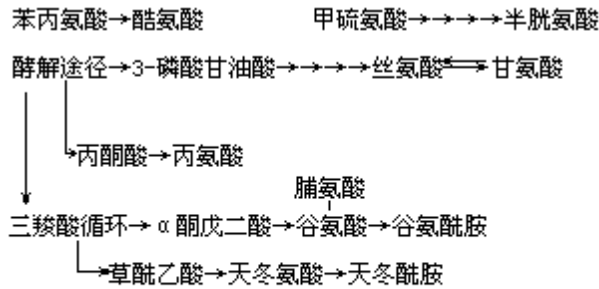 苯丙氨酸→酪氨酸 甲硫氨酸→→→→半胱氨酸
酵解途径→3-磷酸甘油酸→→→→丝氨酸⇌甘氨酸
丙酮酸→丙氨酸
脯氨酸
三羧酸循环→α酮戊二酸→谷氨酸→谷氨酰胺
草酰乙酸→天冬氨酸→天冬酰胺